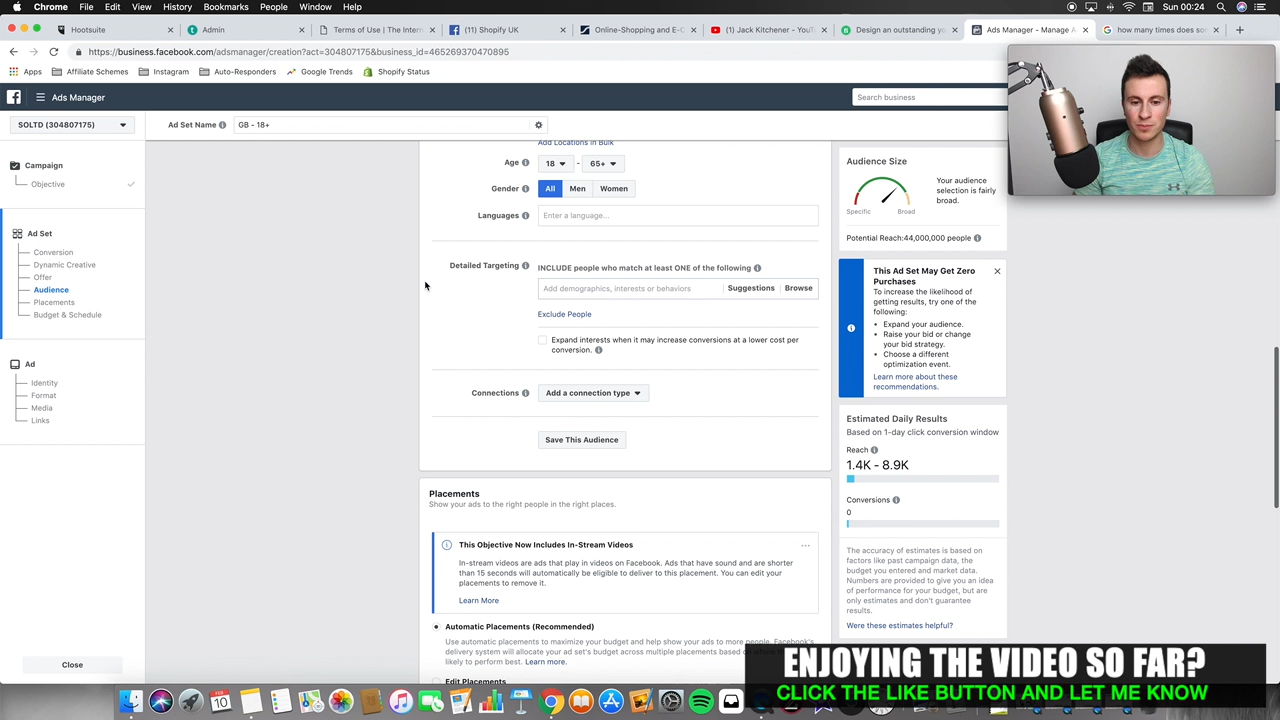 Chrome File Edit View History Bookmarks People Window Help Sun 00:24
Hootsuite Admin Terms of Use | The Intern (11) Shopify UK Online-Shopping and E-C (1) Jack Kitchener - YouTu Design an outstanding yo Ads Manager - Manage A how many times does so
https://business.facebook.com/adsmanager/creation?act=304807175&business_id=465269370470895
Apps Affiliate Schemes Instagram Auto-Responders Google Trends Shopify Status
Ads Manager
Search business
SOLTD (304807175)
Ad Set Name
GB - 18+
Campaign
Objective
Ad Set
Conversion
Dynamic Creative
Offer
Audience
Placements
Budget & Schedule
Ad
Identity
Format
Media
Links
Close
Add Locations in Bulk
Age 18 - 65+
Gender All Men Women
Languages Enter a language...
Detailed Targeting INCLUDE people who match at least ONE of the following
Add demographics, interests or behaviors Suggestions Browse
Exclude People
Expand interests when it may increase conversions at a lower cost per
conversion.
Connections Add a connection type
Save This Audience
Placements
Show your ads to the right people in the right places.
This Objective Now Includes In-Stream Videos
In-stream videos are ads that play in videos on Facebook. Ads that have sound and are shorter
than 15 seconds will automatically be eligible to deliver to this placement. You can edit your
placements to remove it.
Learn More
Automatic Placements (Recommended)
Use automatic placements to maximize your budget and help show your ads to more people. Facebook's
delivery system will allocate your ad set's budget across multiple placements based on where
likely to perform best. Learn more.
Edit Placements
Audience Size
Your audience
selection is fairly
broad.
Specific Broad
Potential Reach:44,000,000 people
This Ad Set May Get Zero
Purchases
To increase the likelihood of
getting results, try one of the
following:
• Expand your audience.
• Raise your bid or change
your bid strategy.
• Choose a different
optimization event.
Learn more about these
recommendations.
Estimated Daily Results
Based on 1-day click conversion window
Reach
1.4K - 8.9K
Conversions
0
The accuracy of estimates is based on
factors like past campaign data, the
budget you entered and market data.
Numbers are provided to give you an idea
of performance for your budget, but are
only estimates and don't guarantee
results.
Were these estimates helpful?
ENJOYING THE VIDEO SO FAR?
CLICK THE LIKE BUTTON AND LET ME KNOW